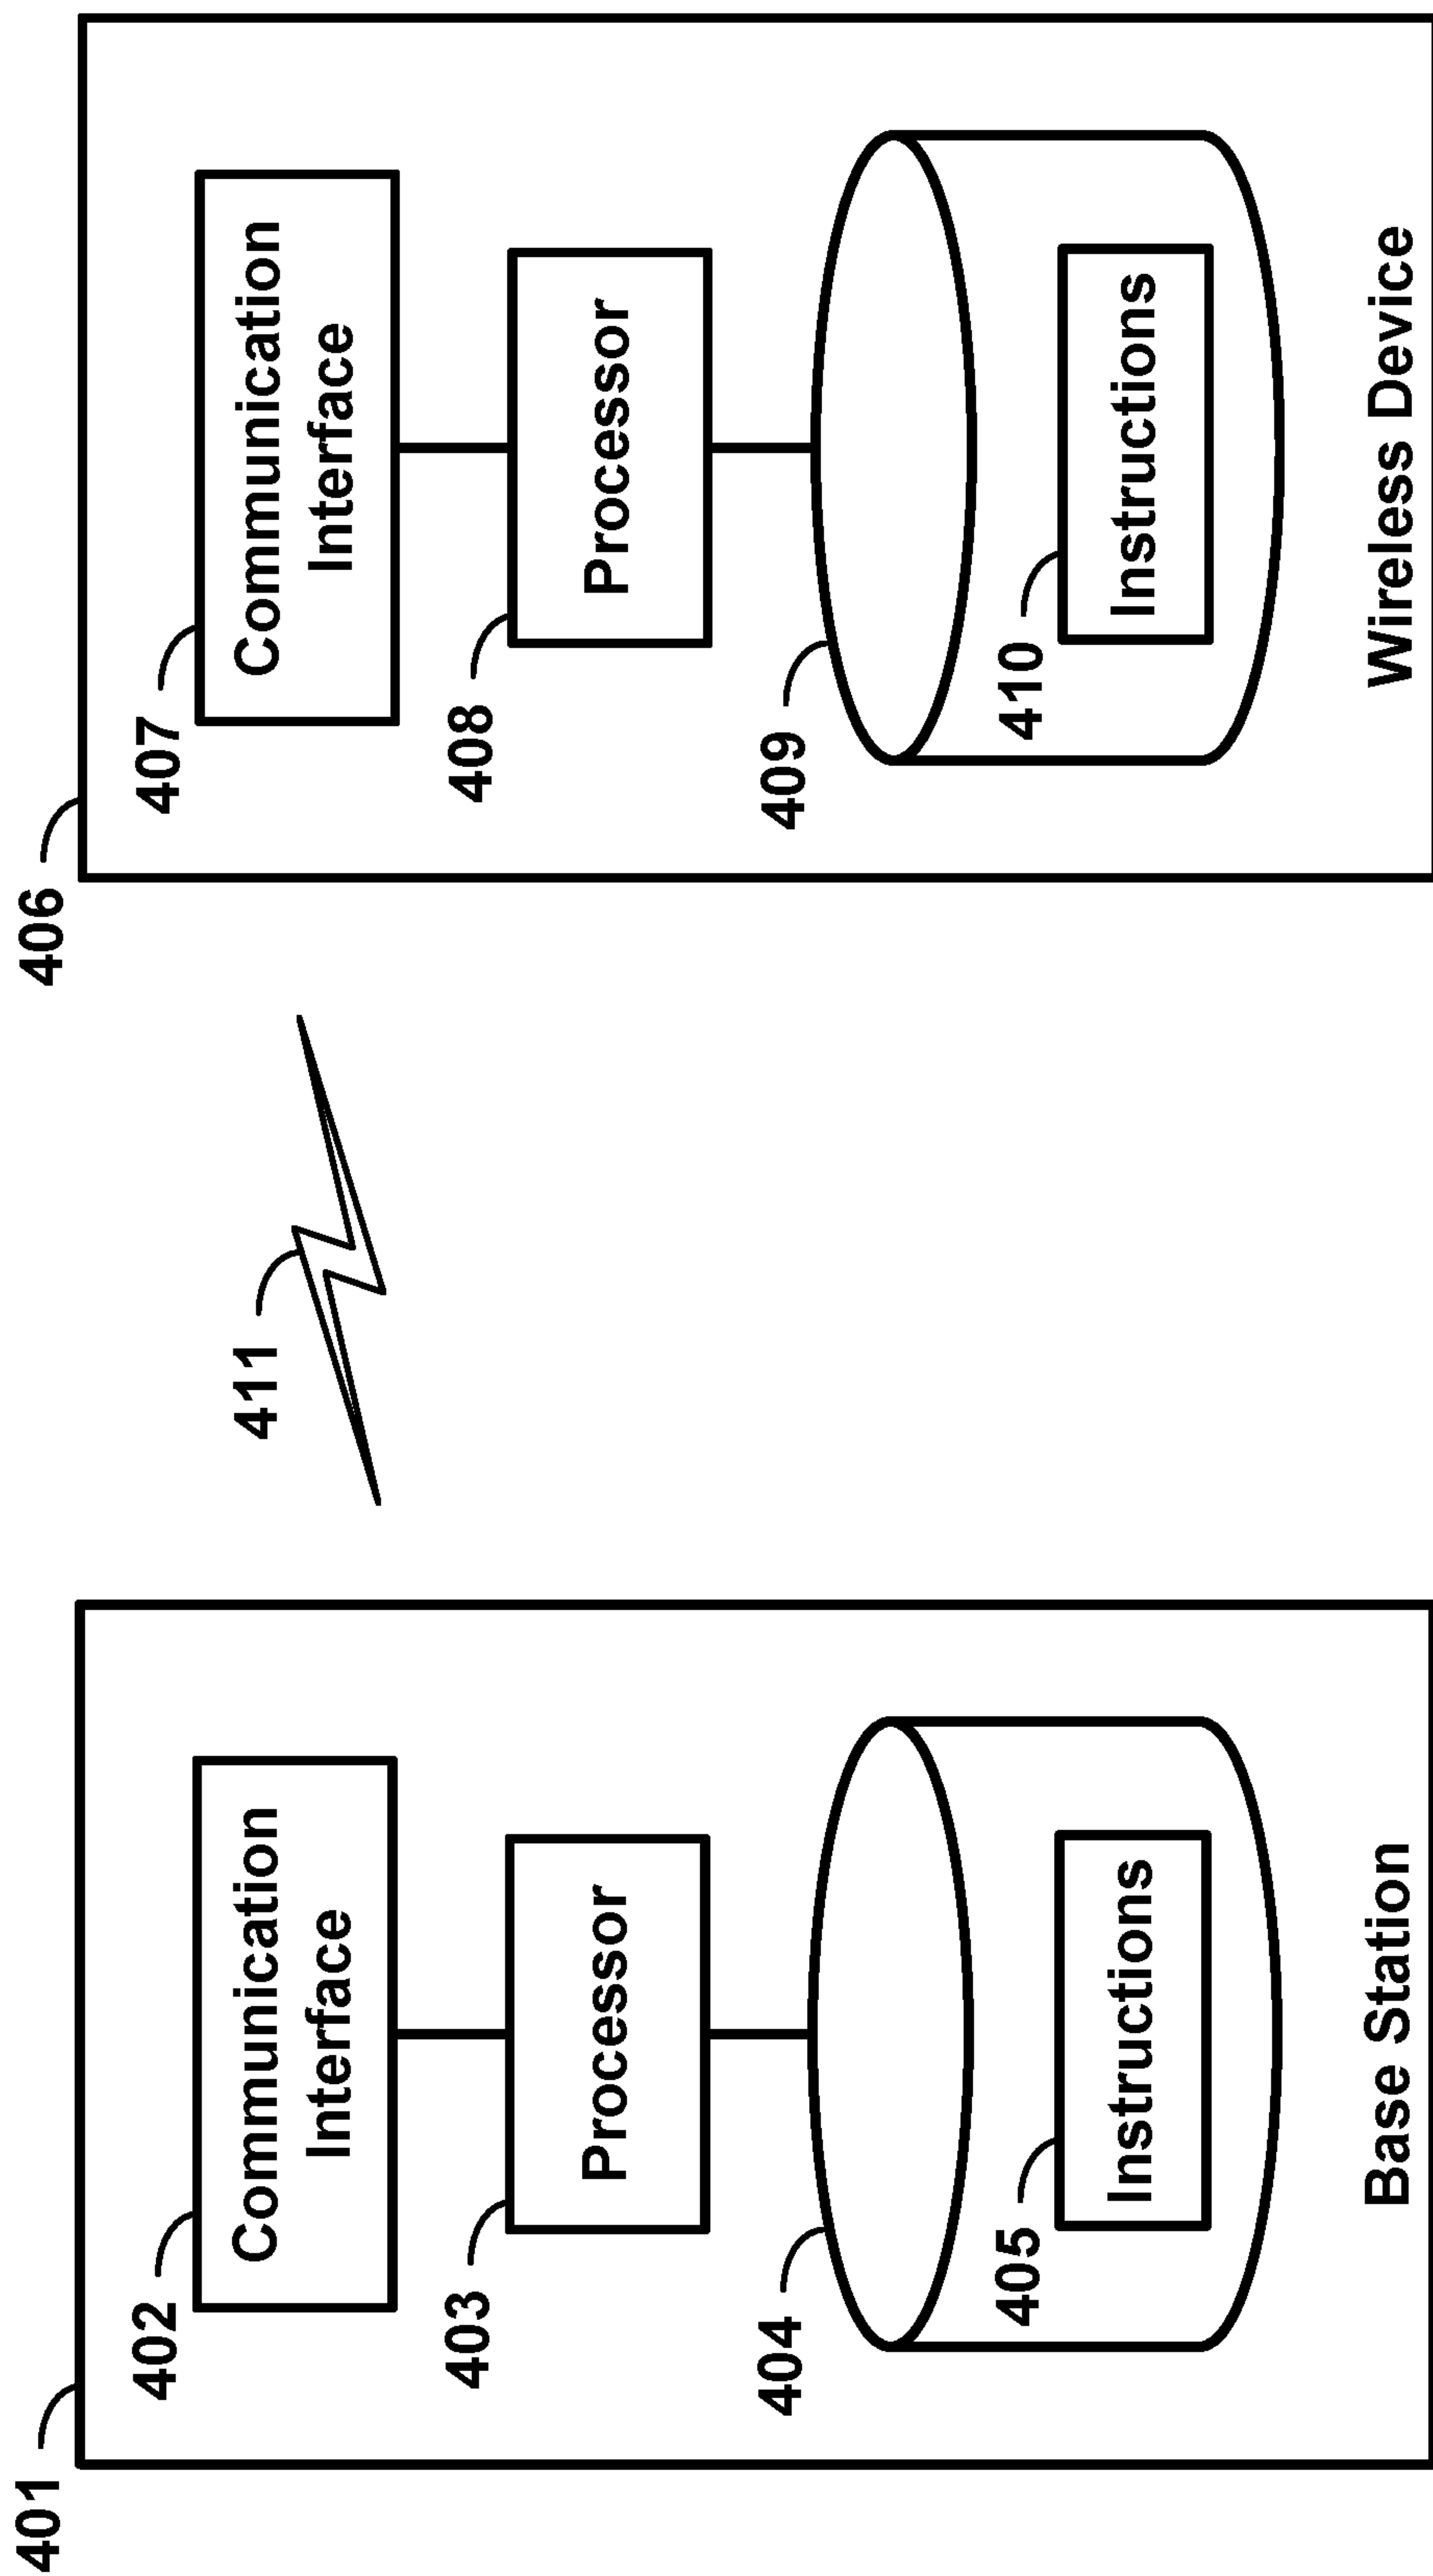 401
402
Communication
Interface
403
Processor
404
405
Instructions
Base Station
411
406
407
Communication
Interface
408
Processor
409
410
Instructions
Wireless Device